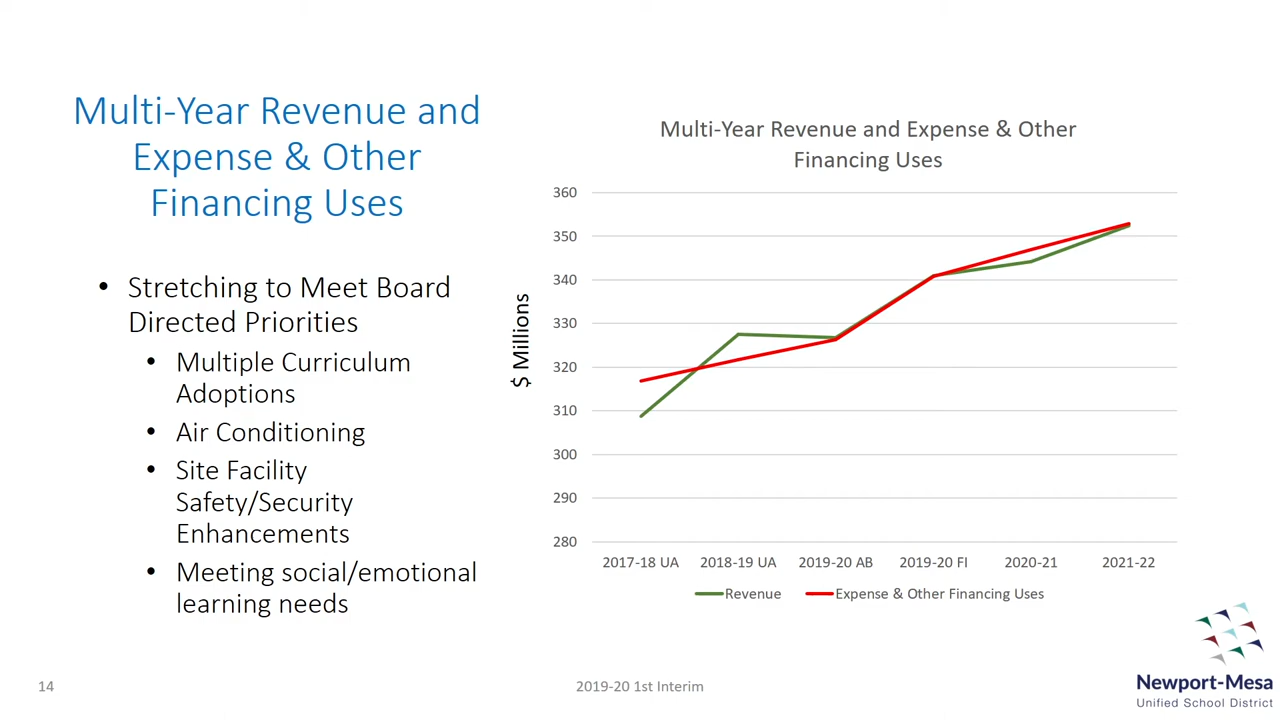 Multi-Year Revenue and
Expense & Other
Financing Uses
• Stretching to Meet Board
Directed Priorities
• Multiple Curriculum
Adoptions
• Air Conditioning
• Site Facility
Safety/Security
Enhancements
• Meeting social/emotional
learning needs
Multi-Year Revenue and Expense & Other
Financing Uses
$ Millions
360
350
340
330
320
310
300
290
280
2017-18 UA 2018-19 UA 2019-20 AB 2019-20 FI 2020-21 2021-22
Revenue Expense & Other Financing Uses
14
2019-20 1st Interim
Newport-Mesa
Unified School District